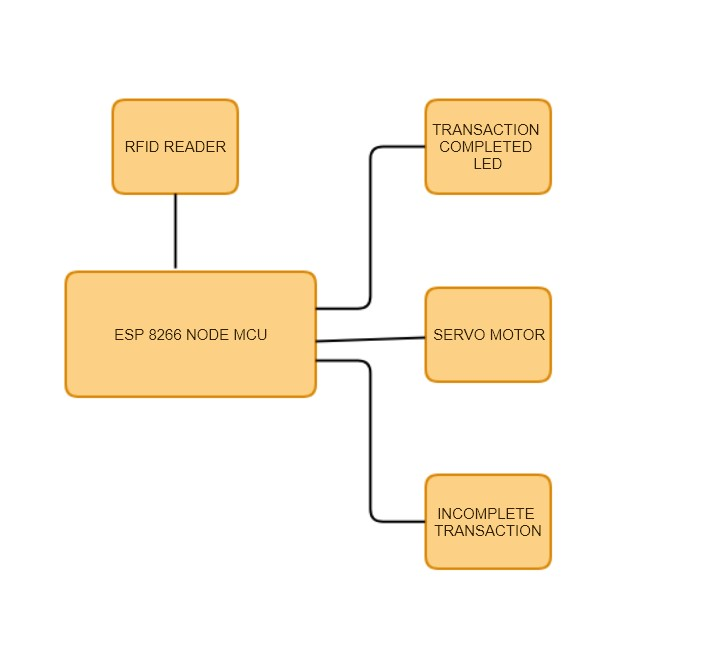 RFID READER
TRANSACTION
COMPLETED
LED
ESP 8266 NODE MCU
SERVO MOTOR
INCOMPLETE
TRANSACTION